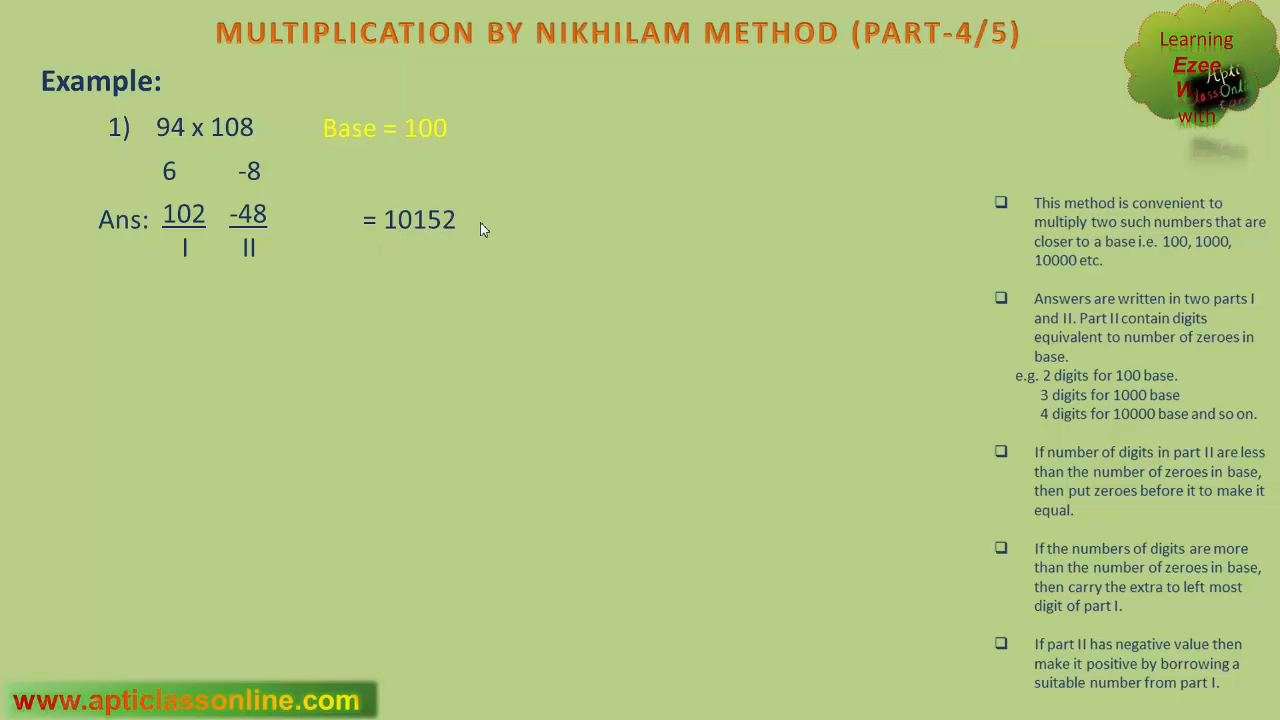 MULTIPLICATION BY NIKHILAM METHOD (PART-4/5)
Learning
Ezee
with
Apti
Class Online
Example:
1) 94 x 108 Base = 100
6 -8
Ans: 102 -48 = 10152
I II
❑ This method is convenient to
multiply two such numbers that are
closer to a base i.e. 100, 1000,
10000 etc.
❑ Answers are written in two parts I
and II. Part II contain digits
equivalent to number of zeroes in
base.
e.g. 2 digits for 100 base.
3 digits for 1000 base
4 digits for 10000 base and so on.
❑ If number of digits in part II are less
than the number of zeroes in base,
then put zeroes before it to make it
equal.
❑ If the numbers of digits are more
than the number of zeroes in base,
then carry the extra to left most
digit of part I.
❑ If part II has negative value then
make it positive by borrowing a
suitable number from part I.
www.apticlassonline.com